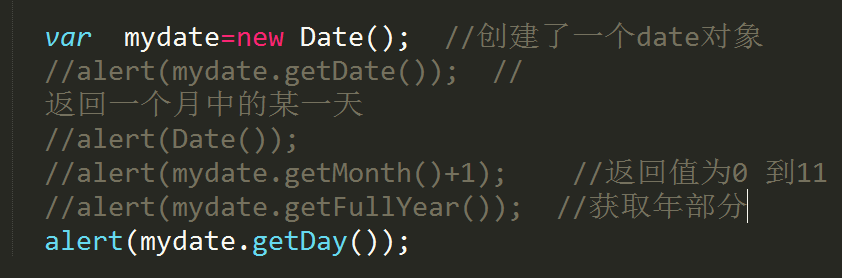 var  mydate=new Date();  //创建了一个date对象
//alert(mydate.getDate());  //
返回一个月中的某一天
//alert(Date());
//alert(mydate.getMonth()+1);    //返回值为0 到11
//alert(mydate.getFullYear());  //获取年部分
alert(mydate.getDay());